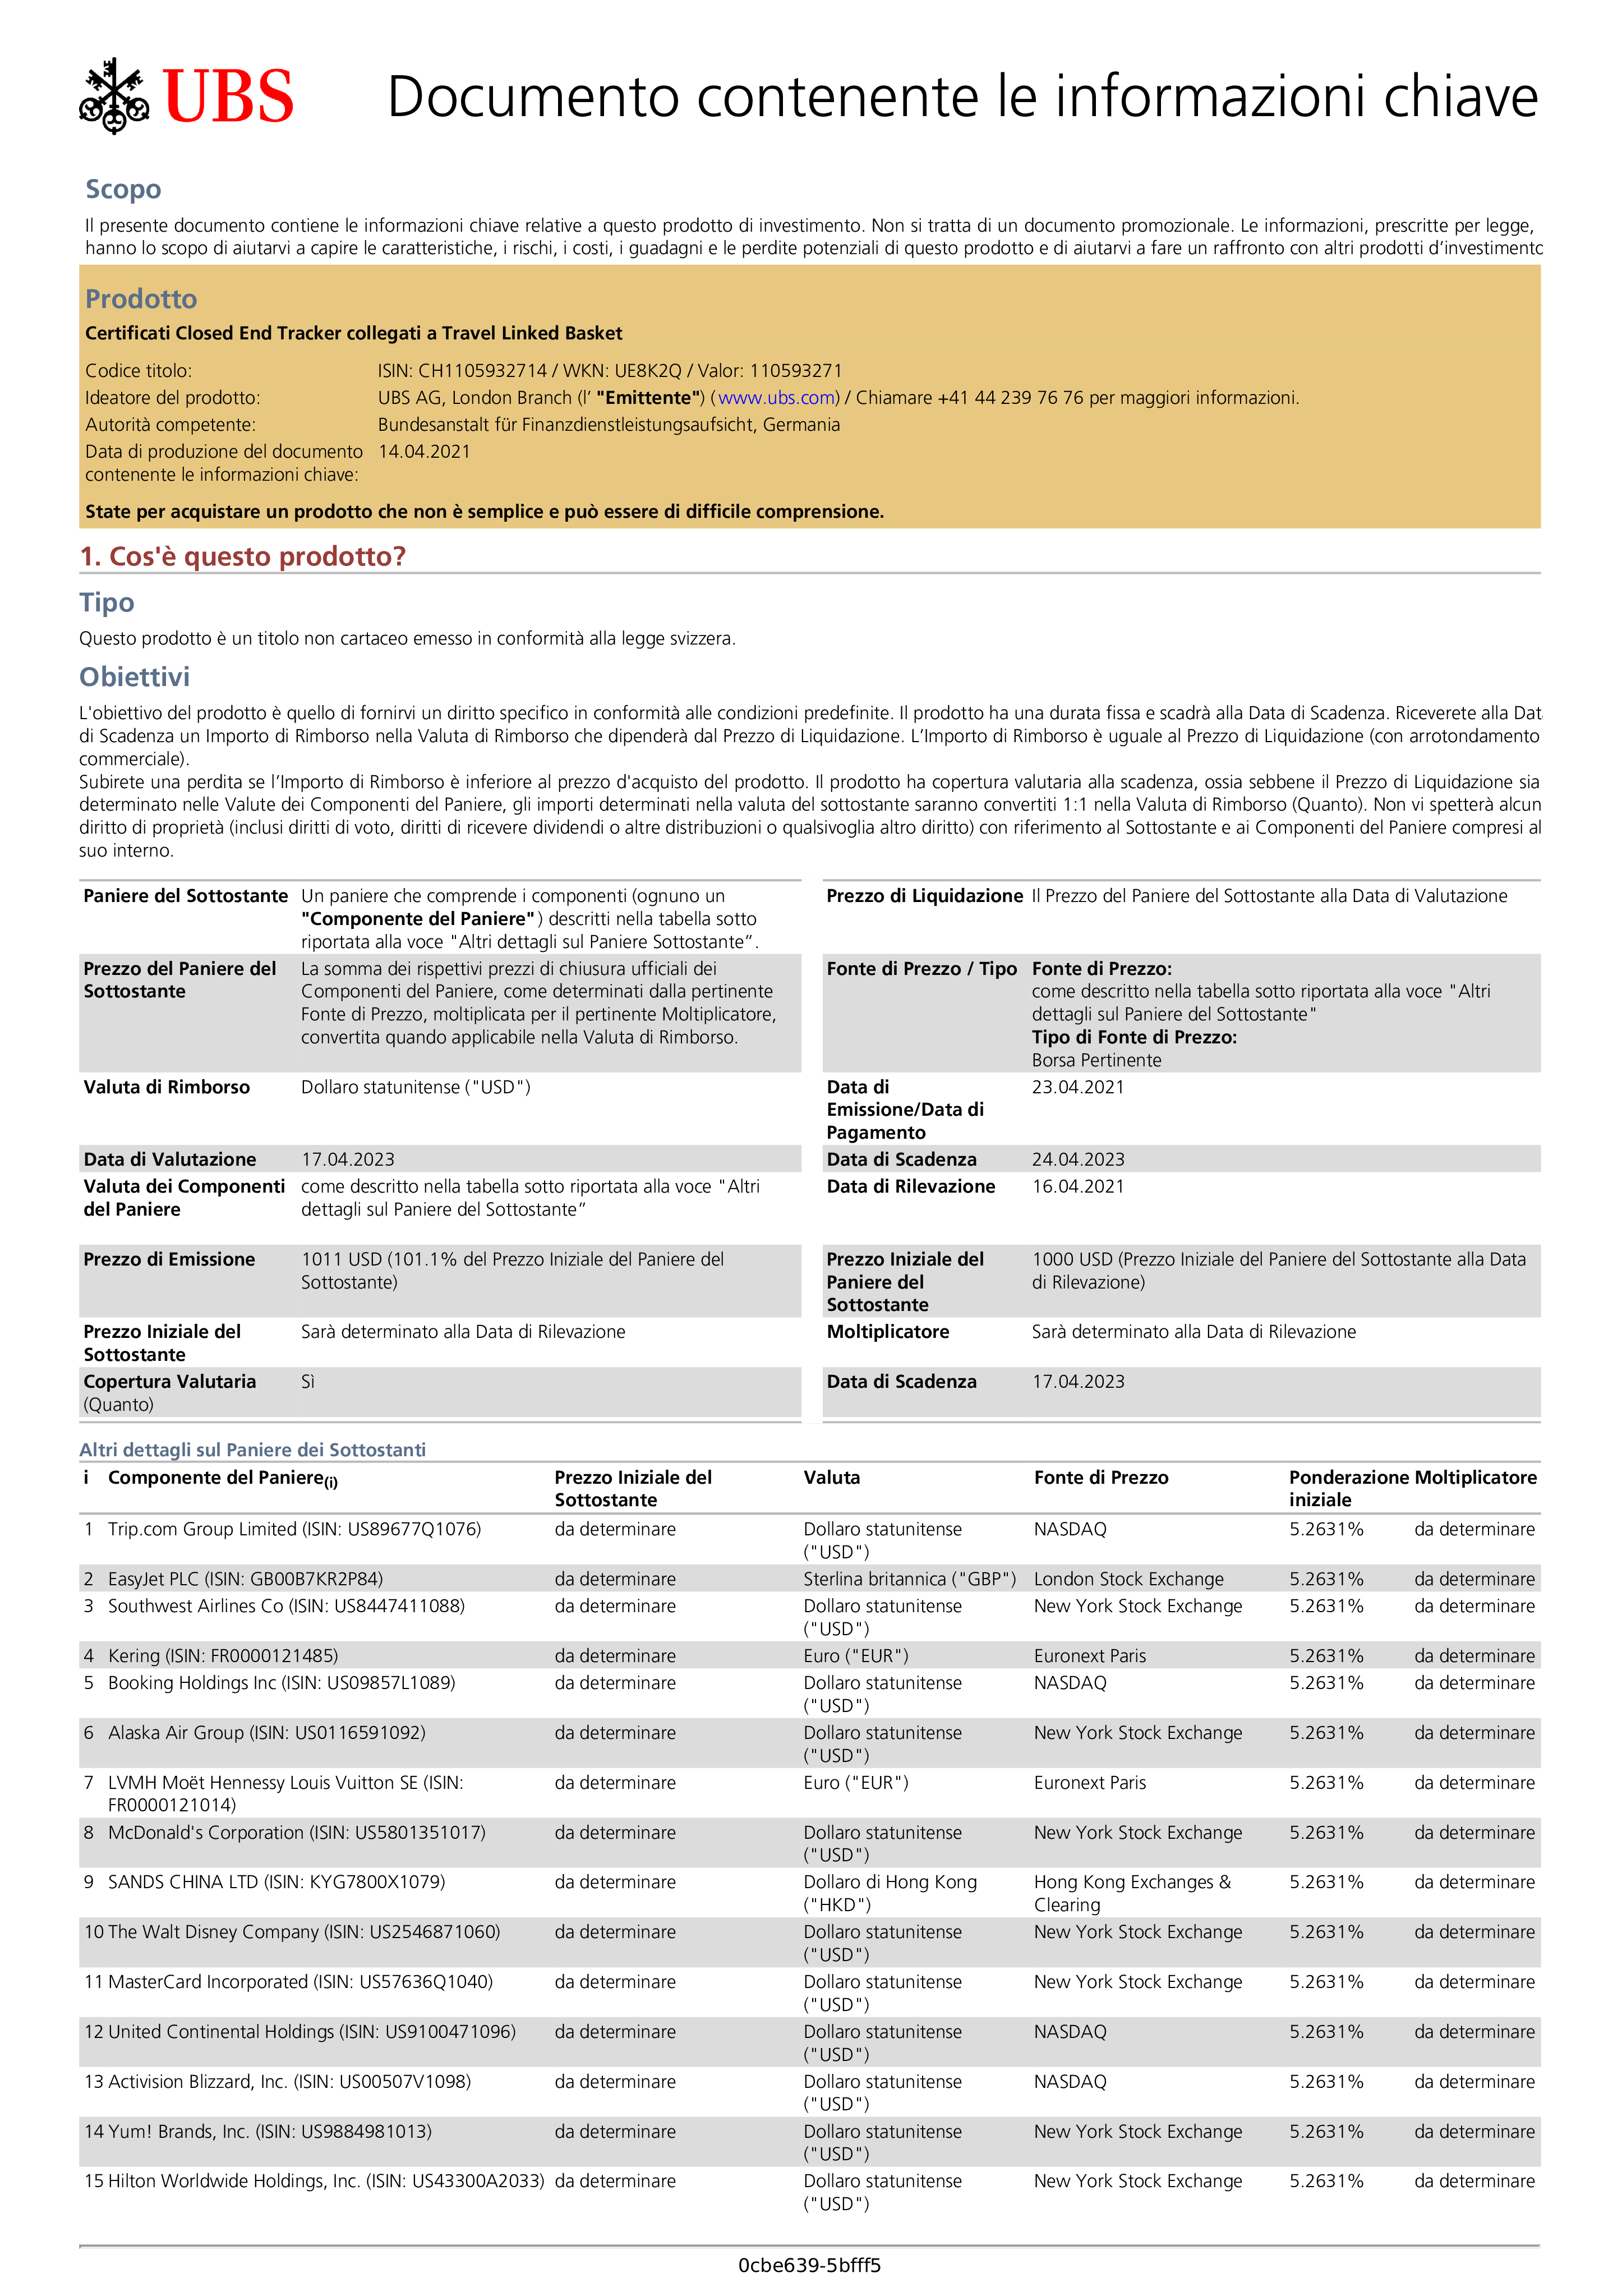 UBS
Documento contenente le informazioni chiave
Scopo
Il presente documento contiene le informazioni chiave relative a questo prodotto di investimento. Non si tratta di un documento promozionale. Le informazioni, prescritte per legge,
hanno lo scopo di aiutarvi a capire le caratteristiche, i rischi, i costi, i guadagni e le perdite potenziali di questo prodotto e di aiutarvi a fare un raffronto con altri prodotti d’investimento
Prodotto
Certificati Closed End Tracker collegati a Travel Linked Basket
Codice titolo: ISIN: CH1105932714 / WKN: UE8K2Q / Valor: 110593271
Ideatore del prodotto: UBS AG, London Branch (l’ "Emittente") (www.ubs.com) / Chiamare +41 44 239 76 76 per maggiori informazioni.
Autorità competente: Bundesanstalt für Finanzdienstleistungsaufsicht, Germania
Data di produzione del documento 14.04.2021
contenente le informazioni chiave:
State per acquistare un prodotto che non è semplice e può essere di difficile comprensione.
1. Cos'è questo prodotto?
Tipo
Questo prodotto è un titolo non cartaceo emesso in conformità alla legge svizzera.
Obiettivi
L'obiettivo del prodotto è quello di fornirvi un diritto specifico in conformità alle condizioni predefinite. Il prodotto ha una durata fissa e scadrà alla Data di Scadenza. Riceverete alla Dat
di Scadenza un Importo di Rimborso nella Valuta di Rimborso che dipenderà dal Prezzo di Liquidazione. L’Importo di Rimborso è uguale al Prezzo di Liquidazione (con arrotondamento
commerciale).
Subirete una perdita se l’Importo di Rimborso è inferiore al prezzo d'acquisto del prodotto. Il prodotto ha copertura valutaria alla scadenza, ossia sebbene il Prezzo di Liquidazione sia
determinato nelle Valute dei Componenti del Paniere, gli importi determinati nella valuta del sottostante saranno convertiti 1:1 nella Valuta di Rimborso (Quanto). Non vi spetterà alcun
diritto di proprietà (inclusi diritti di voto, diritti di ricevere dividendi o altre distribuzioni o qualsivoglia altro diritto) con riferimento al Sottostante e ai Componenti del Paniere compresi al
suo interno.
Paniere del Sottostante Un paniere che comprende i componenti (ognuno un
"Componente del Paniere") descritti nella tabella sotto
riportata alla voce "Altri dettagli sul Paniere Sottostante”.
Prezzo di Liquidazione Il Prezzo del Paniere del Sottostante alla Data di Valutazione
Prezzo del Paniere del La somma dei rispettivi prezzi di chiusura ufficiali dei
Sottostante Componenti del Paniere, come determinati dalla pertinente
Fonte di Prezzo, moltiplicata per il pertinente Moltiplicatore,
convertita quando applicabile nella Valuta di Rimborso.
Fonte di Prezzo / Tipo Fonte di Prezzo:
come descritto nella tabella sotto riportata alla voce "Altri
dettagli sul Paniere del Sottostante"
Tipo di Fonte di Prezzo:
Borsa Pertinente
Valuta di Rimborso Dollaro statunitense ("USD")
Data di 23.04.2021
Emissione/Data di
Pagamento
Data di Valutazione 17.04.2023
Data di Scadenza 24.04.2023
Valuta dei Componenti come descritto nella tabella sotto riportata alla voce "Altri
del Paniere dettagli sul Paniere del Sottostante”
Data di Rilevazione 16.04.2021
Prezzo di Emissione 1011 USD (101.1% del Prezzo Iniziale del Paniere del
Sottostante)
Prezzo Iniziale del 1000 USD (Prezzo Iniziale del Paniere del Sottostante alla Data
Paniere del di Rilevazione)
Sottostante
Prezzo Iniziale del Sarà determinato alla Data di Rilevazione
Sottostante
Moltiplicatore Sarà determinato alla Data di Rilevazione
Copertura Valutaria Sì
(Quanto)
Data di Scadenza 17.04.2023
Altri dettagli sul Paniere dei Sottostanti
i Componente del Paniere(i) Prezzo Iniziale del Valuta Fonte di Prezzo Ponderazione Moltiplicatore
Sottostante iniziale
1 Trip.com Group Limited (ISIN: US89677Q1076) da determinare Dollaro statunitense NASDAQ 5.2631% da determinare
("USD")
2 EasyJet PLC (ISIN: GB00B7KR2P84) da determinare Sterlina britannica ("GBP") London Stock Exchange 5.2631% da determinare
3 Southwest Airlines Co (ISIN: US8447411088) da determinare Dollaro statunitense New York Stock Exchange 5.2631% da determinare
("USD")
4 Kering (ISIN: FR0000121485) da determinare Euro ("EUR") Euronext Paris 5.2631% da determinare
5 Booking Holdings Inc (ISIN: US09857L1089) da determinare Dollaro statunitense NASDAQ 5.2631% da determinare
("USD")
6 Alaska Air Group (ISIN: US0116591092) da determinare Dollaro statunitense New York Stock Exchange 5.2631% da determinare
("USD")
7 LVMH Moët Hennessy Louis Vuitton SE (ISIN: da determinare Euro ("EUR") Euronext Paris 5.2631% da determinare
FR0000121014)
8 McDonald's Corporation (ISIN: US5801351017) da determinare Dollaro statunitense New York Stock Exchange 5.2631% da determinare
("USD")
9 SANDS CHINA LTD (ISIN: KYG7800X1079) da determinare Dollaro di Hong Kong Hong Kong Exchanges & 5.2631% da determinare
("HKD") Clearing
10 The Walt Disney Company (ISIN: US2546871060) da determinare Dollaro statunitense New York Stock Exchange 5.2631% da determinare
("USD")
11 MasterCard Incorporated (ISIN: US57636Q1040) da determinare Dollaro statunitense New York Stock Exchange 5.2631% da determinare
("USD")
12 United Continental Holdings (ISIN: US9100471096) da determinare Dollaro statunitense NASDAQ 5.2631% da determinare
("USD")
13 Activision Blizzard, Inc. (ISIN: US00507V1098) da determinare Dollaro statunitense NASDAQ 5.2631% da determinare
("USD")
14 Yum! Brands, Inc. (ISIN: US9884981013) da determinare Dollaro statunitense New York Stock Exchange 5.2631% da determinare
("USD")
15 Hilton Worldwide Holdings, Inc. (ISIN: US43300A2033) da determinare Dollaro statunitense New York Stock Exchange 5.2631% da determinare
("USD")
0cbe639-5bfff5